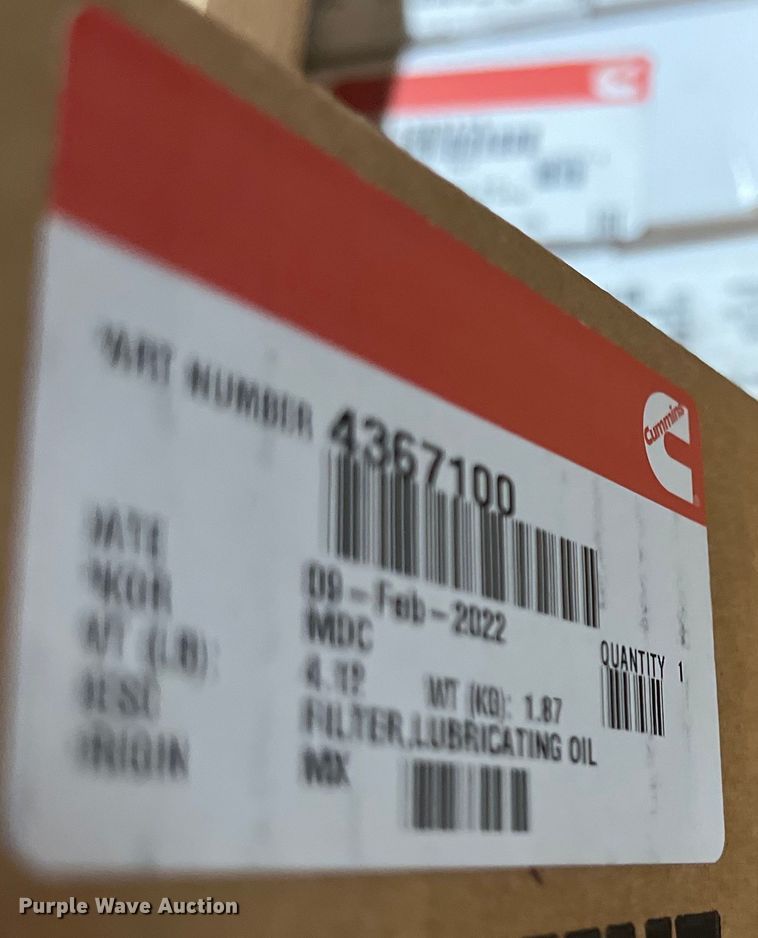 Cummins
PART NUMBER 4367100
DATE 09-Feb-2022
PKGR MDC
WT (LB): 4.12 WT (KG): 1.87
QUANTITY 1
DESC FILTER,LUBRICATING OIL
ORIGIN MX
Purple Wave Auction